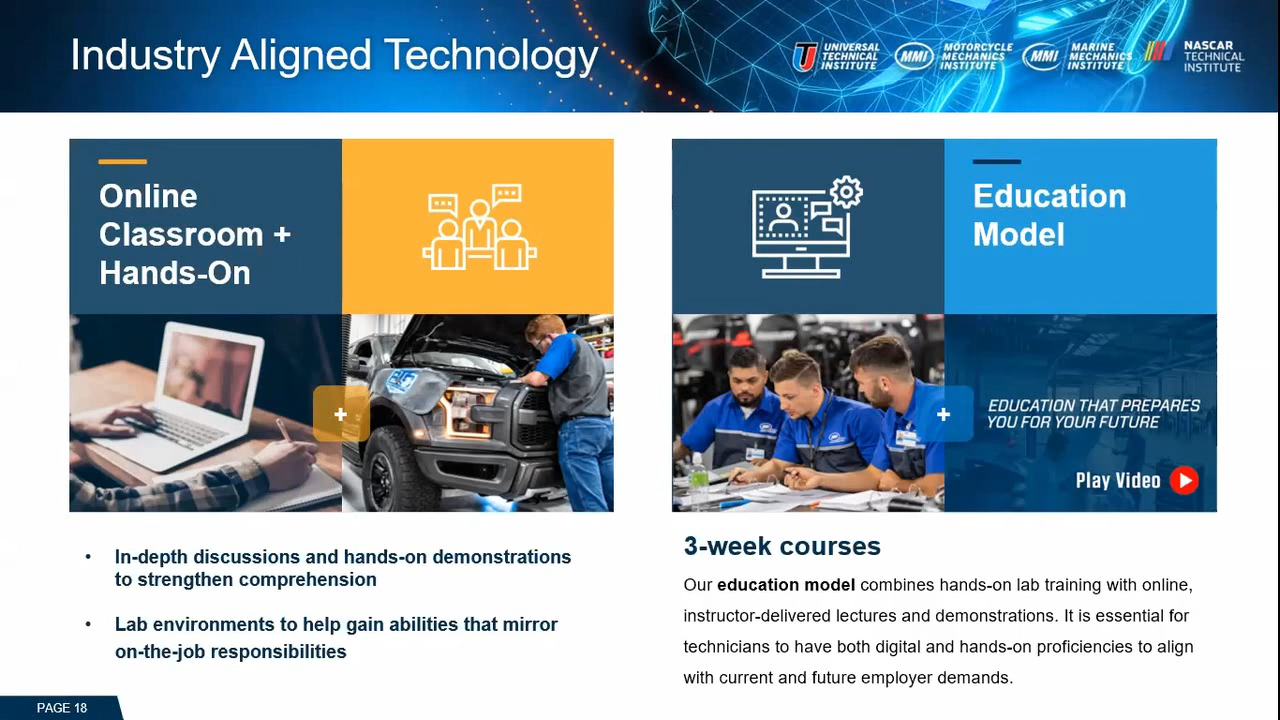 Industry Aligned Technology
UNIVERSAL
TECHNICAL
INSTITUTE
MMI
MOTORCYCLE
MECHANICS
INSTITUTE
MMI
MARINE
MECHANICS
INSTITUTE
NASCAR
TECHNICAL
INSTITUTE
Online
Classroom +
Hands-On
+
Education
Model
+
EDUCATION THAT PREPARES
YOU FOR YOUR FUTURE
Play Video
• In-depth discussions and hands-on demonstrations
to strengthen comprehension
• Lab environments to help gain abilities that mirror
on-the-job responsibilities
3-week courses
Our education model combines hands-on lab training with online,
instructor-delivered lectures and demonstrations. It is essential for
technicians to have both digital and hands-on proficiencies to align
with current and future employer demands.
PAGE 18